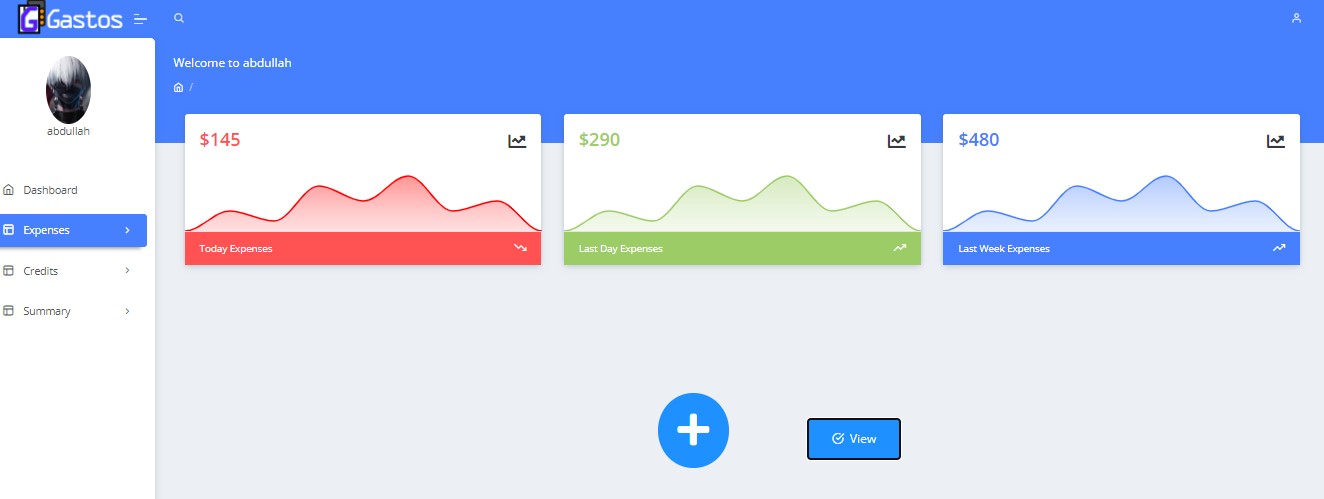 Gastos
Welcome to abdullah
/
abdullah
Dashboard
Expenses
Credits
Summary
$145
Today Expenses
$290
Last Day Expenses
$480
Last Week Expenses
View